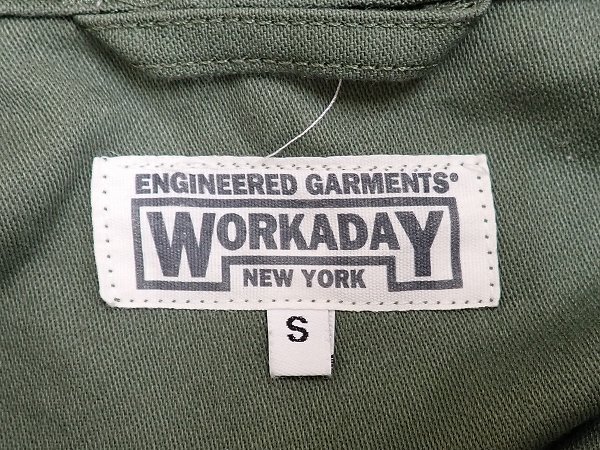 ENGINEERED GARMENTS®
WORKADAY
NEW YORK
S